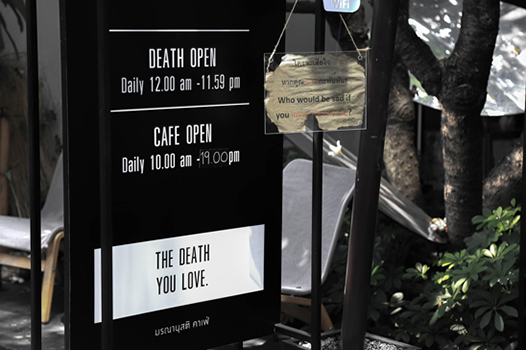 DEATH OPEN
Daily 12.00 am -11.59 pm
CAFE OPEN
Daily 10.00 am -19.00pm
THE DEATH
YOU LOVE.
มรณานุสติ คาเฟ่
Who would be sad if
you